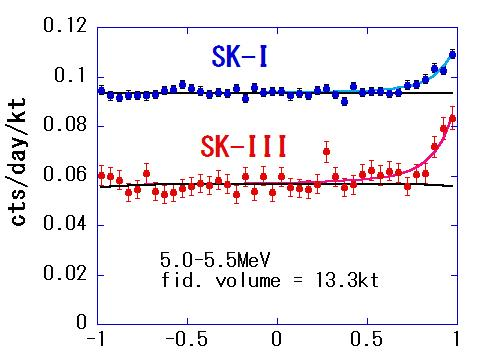 0.12
0.1
0.08
0.06
0.04
0.02
0
cts/day/kt
SK-I
SK-III
5.0-5.5MeV
fid. volume = 13.3kt
-1 -0.5 0 0.5 1